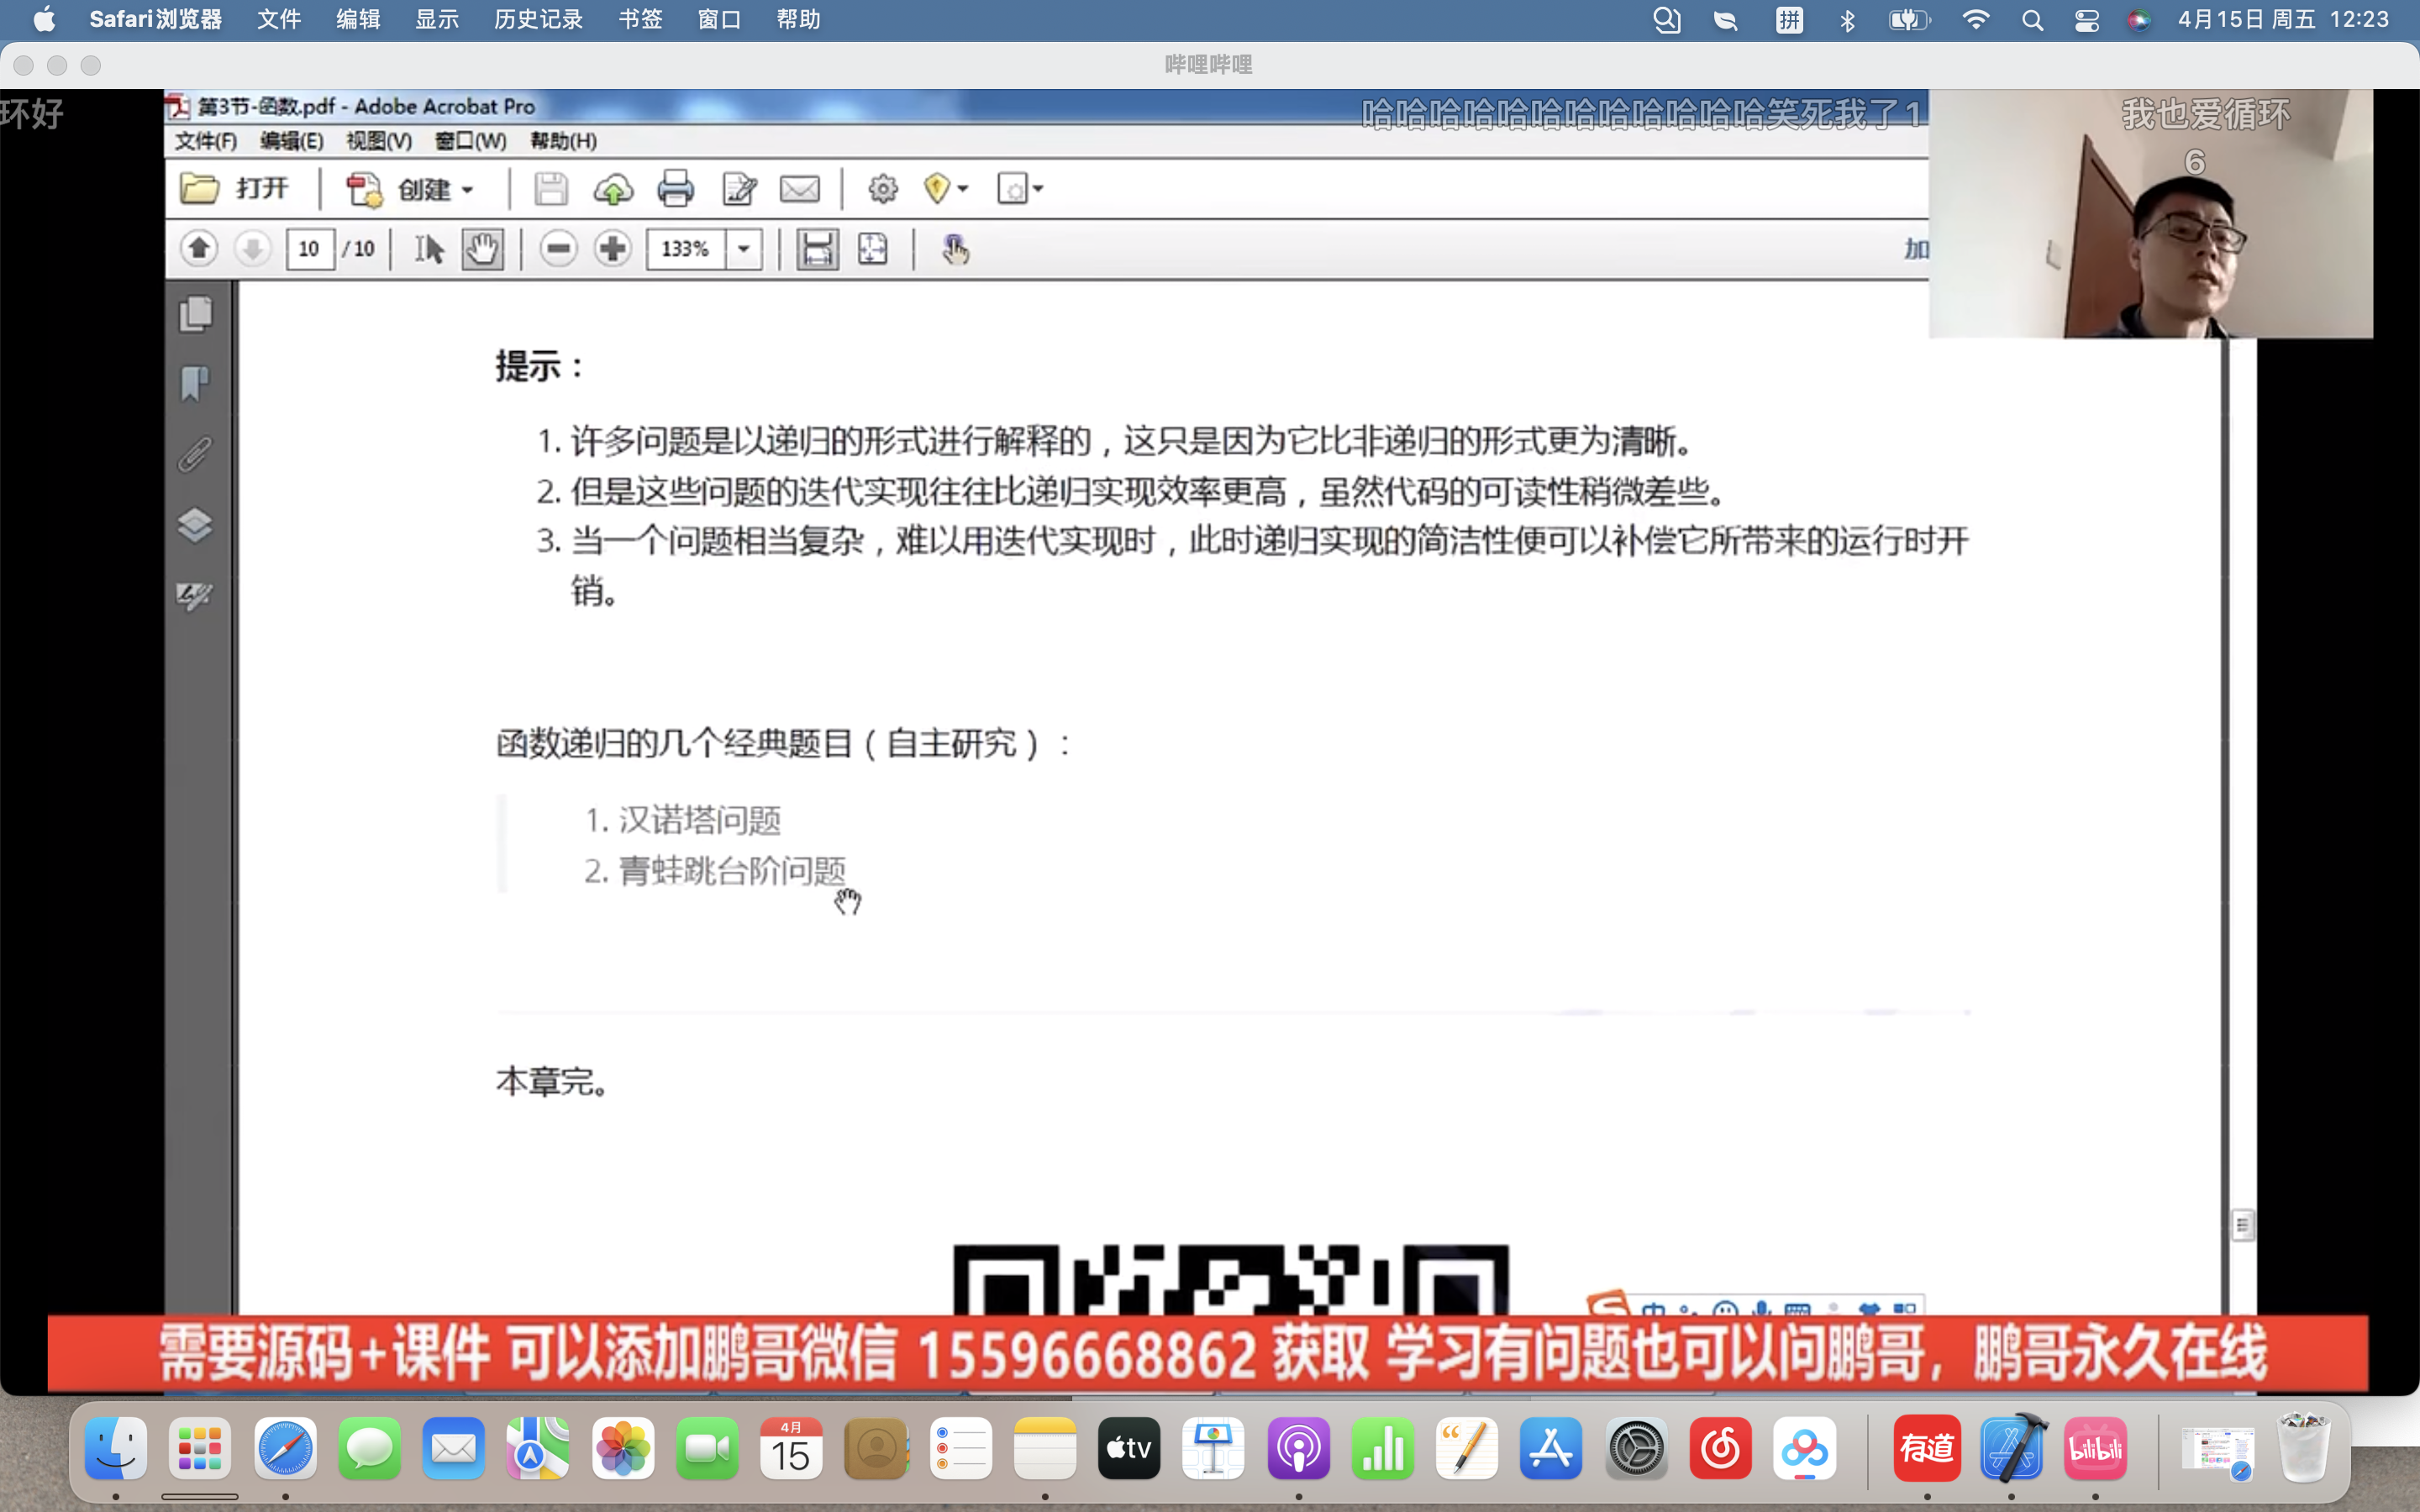 Safari浏览器 文件 编辑 显示 历史记录 书签 窗口 帮助
拼
4月15日 周五 12:23
哔哩哔哩
环好
第3节-函数.pdf - Adobe Acrobat Pro
哈哈哈哈哈哈哈哈哈哈哈哈笑死我了1
我也爱循环
6
文件(F) 编辑(E) 视图(V) 窗口(W) 帮助(H)
打开 创建
10 / 10 133%
加
提示：
1. 许多问题是以递归的形式进行解释的，这只是因为它比非递归的形式更为清晰。
2. 但是这些问题的迭代实现往往比递归实现效率更高，虽然代码的可读性稍微差些。
3. 当一个问题相当复杂，难以用迭代实现时，此时递归实现的简洁性便可以补偿它所带来的运行时开
销。
函数递归的几个经典题目（自主研究）：
1. 汉诺塔问题
2. 青蛙跳台阶问题
本章完。
中
需要源码+课件 可以添加鹏哥微信 15596668862 获取 学习有问题也可以问鹏哥，鹏哥永久在线
4月
15
tv
有道
bilibili